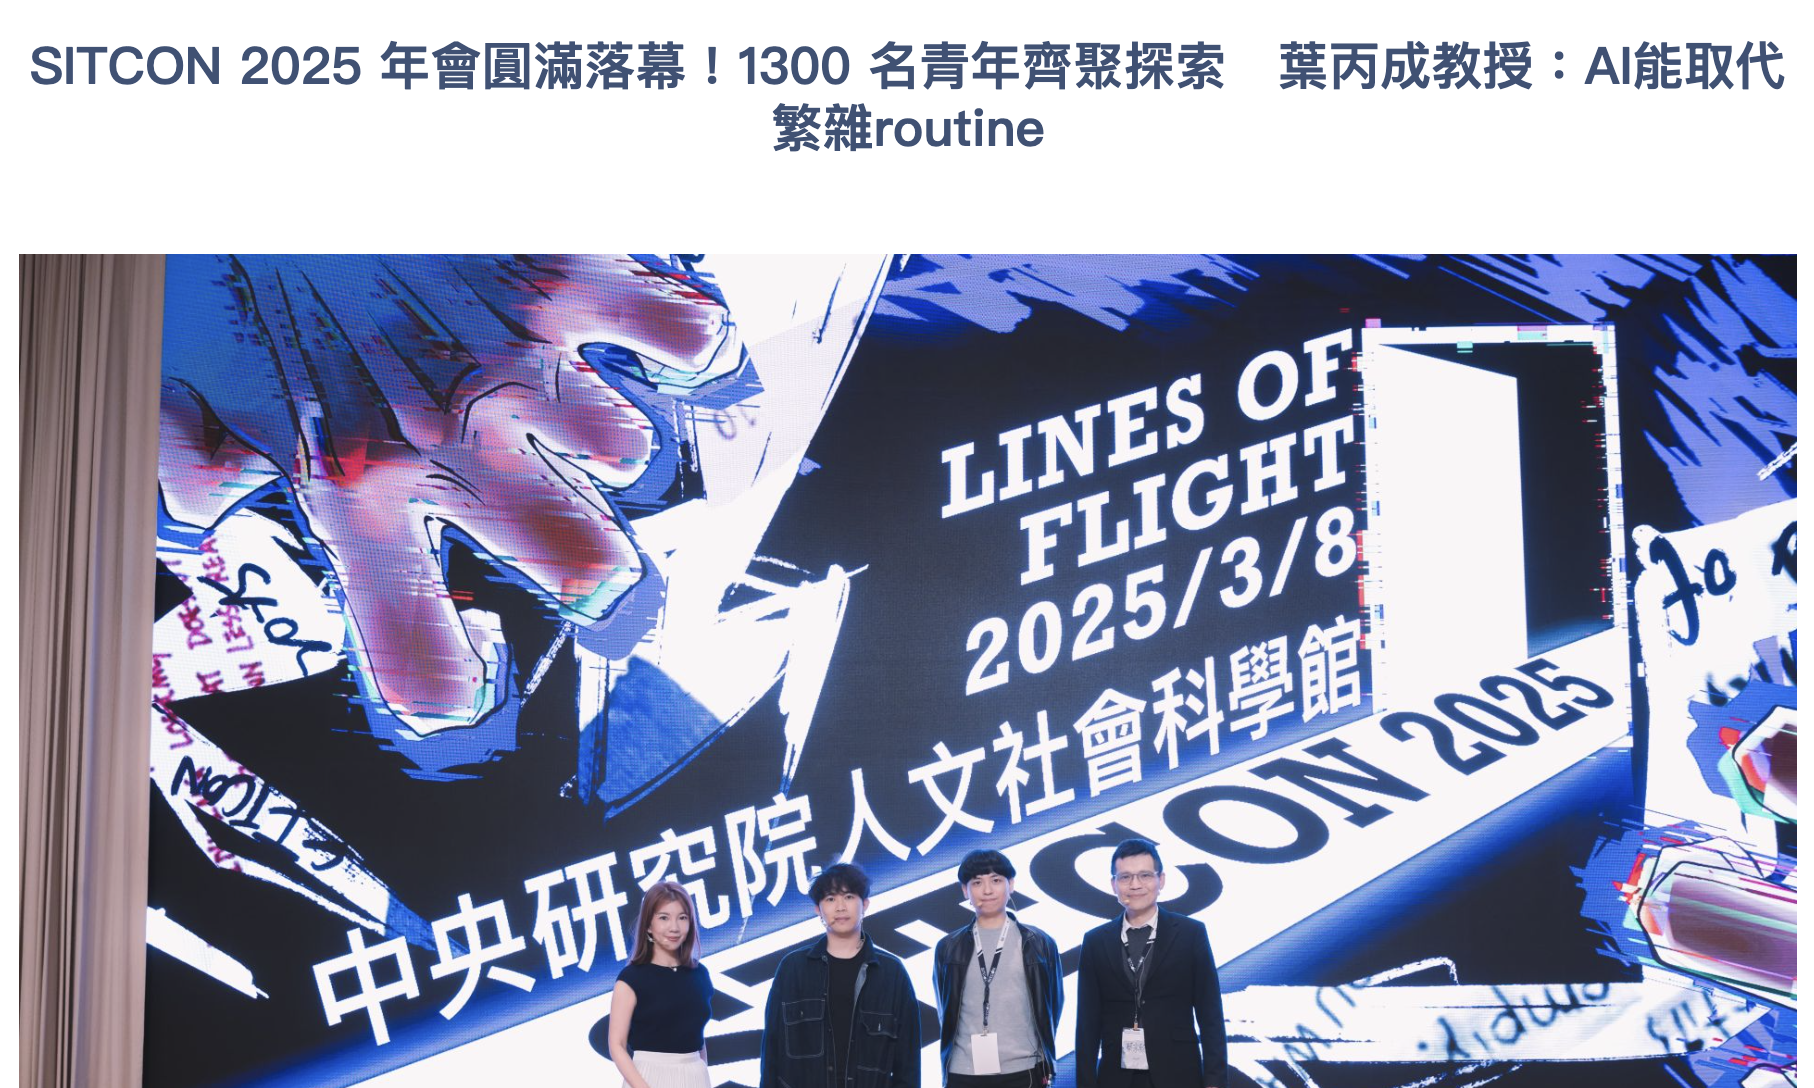 SITCON 2025 年會圓滿落幕！1300 名青年齊聚探索　葉丙成教授：AI能取代
繁雜routine
LINES OF
FLIGHT
2025/3/8
中央研究院人文社會科學館
SITCON 2025
SITCON